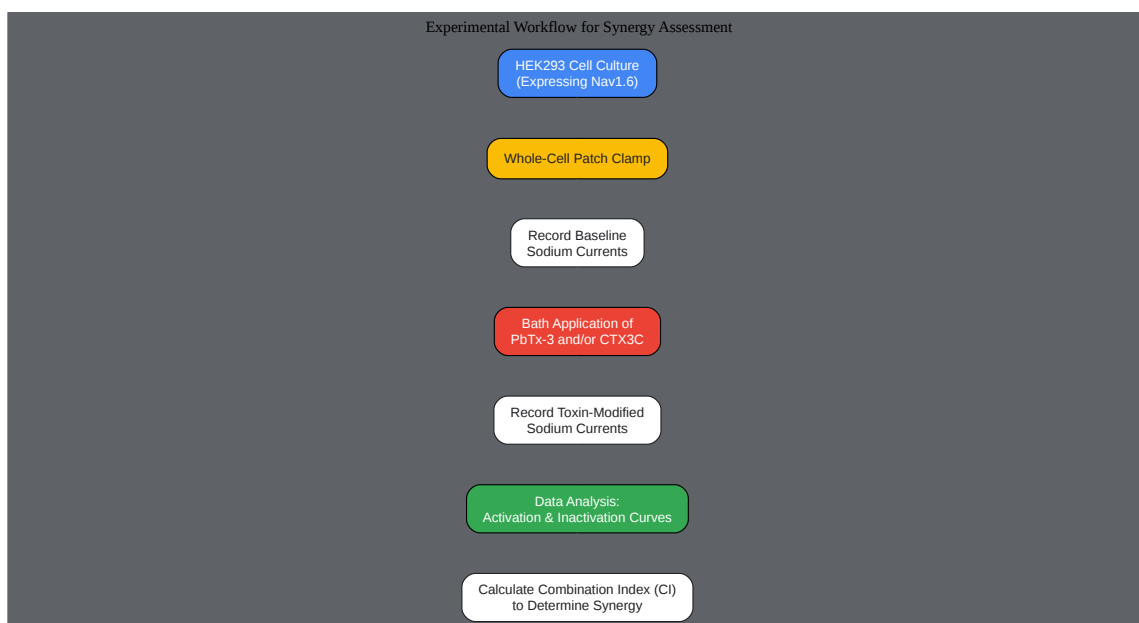 Experimental Workflow for Synergy Assessment
HEK293 Cell Culture
(Expressing Nav1.6)
Whole-Cell Patch Clamp
Record Baseline
Sodium Currents
Bath Application of
PbTx-3 and/or CTX3C
Record Toxin-Modified
Sodium Currents
Data Analysis:
Activation & Inactivation Curves
Calculate Combination Index (CI)
to Determine Synergy